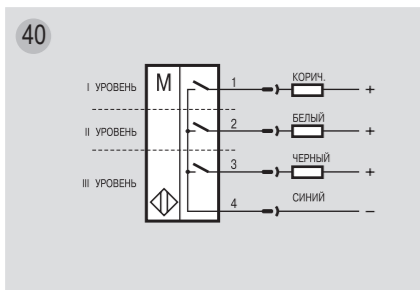 40
I УРОВЕНЬ M 1 КОРИЧ. +
II УРОВЕНЬ 2 БЕЛЫЙ +
III УРОВЕНЬ 3 ЧЕРНЫЙ +
4 СИНИЙ –